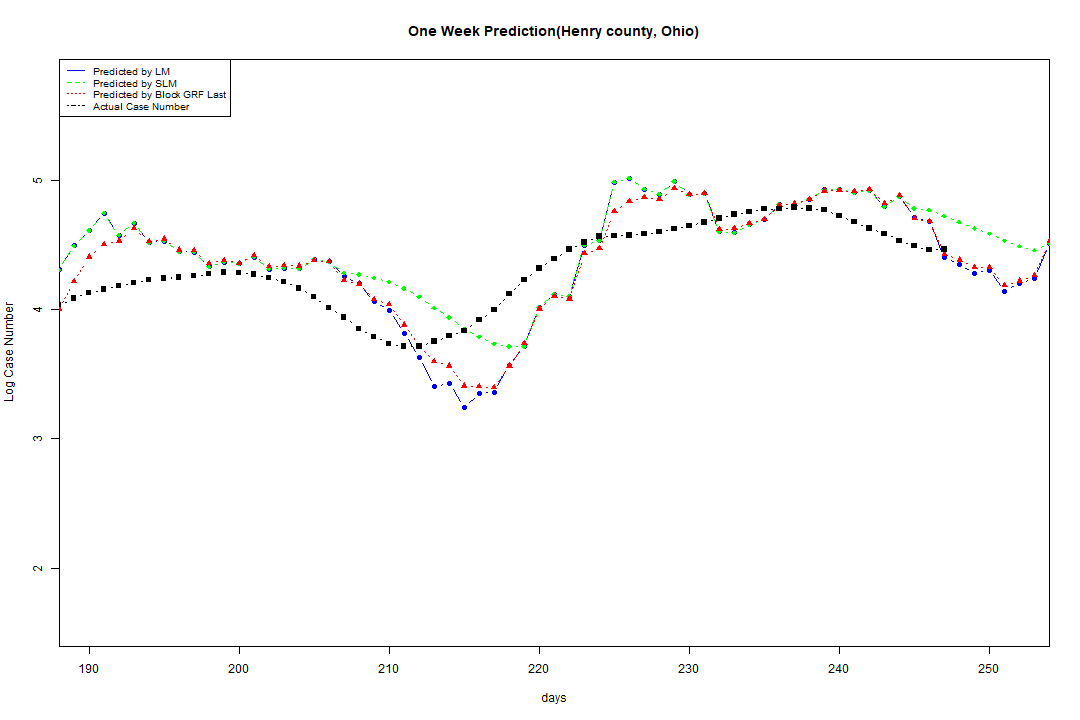 One Week Prediction(Henry county, Ohio)
Predicted by LM
Predicted by SLM
Predicted by Block GRF Last
Actual Case Number
5
4
3
2
Log Case Number
190 200 210 220 230 240 250
days